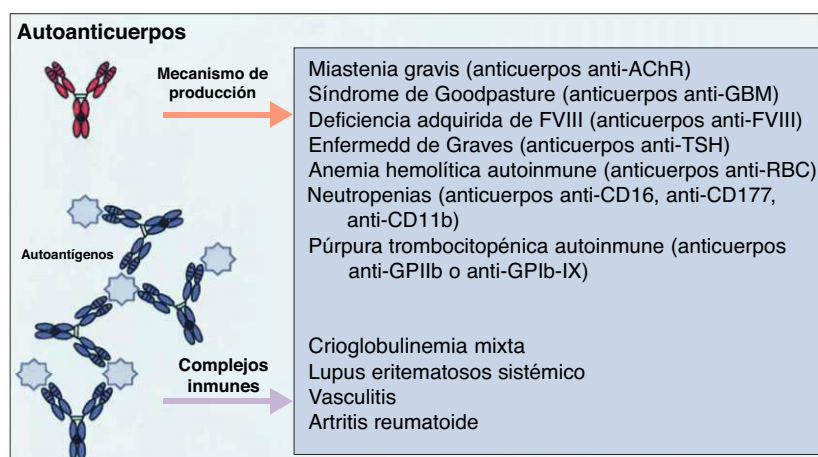 Autoanticuerpos
Mecanismo de
producción
Miastenia gravis (anticuerpos anti-AChR)
Síndrome de Goodpasture (anticuerpos anti-GBM)
Deficiencia adquirida de FVIII (anticuerpos anti-FVIII)
Enfermedd de Graves (anticuerpos anti-TSH)
Anemia hemolítica autoinmune (anticuerpos anti-RBC)
Neutropenias (anticuerpos anti-CD16, anti-CD177,
anti-CD11b)
Púrpura trombocitopénica autoinmune (anticuerpos
anti-GPIIb o anti-GPIb-IX)
Autoantígenos
Complejos
inmunes
Crioglobulinemia mixta
Lupus eritematosos sistémico
Vasculitis
Artritis reumatoide